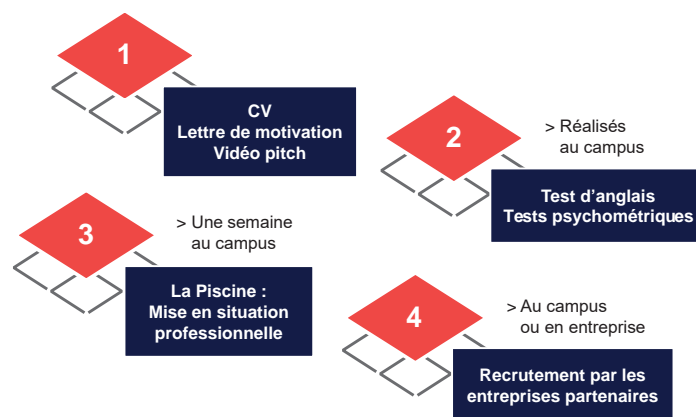 1
CV
Lettre de motivation
Vidéo pitch
2
> Réalisés
au campus
Test d'anglais
Tests psychométriques
3
> Une semaine
au campus
La Piscine :
Mise en situation
professionnelle
4
> Au campus
ou en entreprise
Recrutement par les
entreprises partenaires